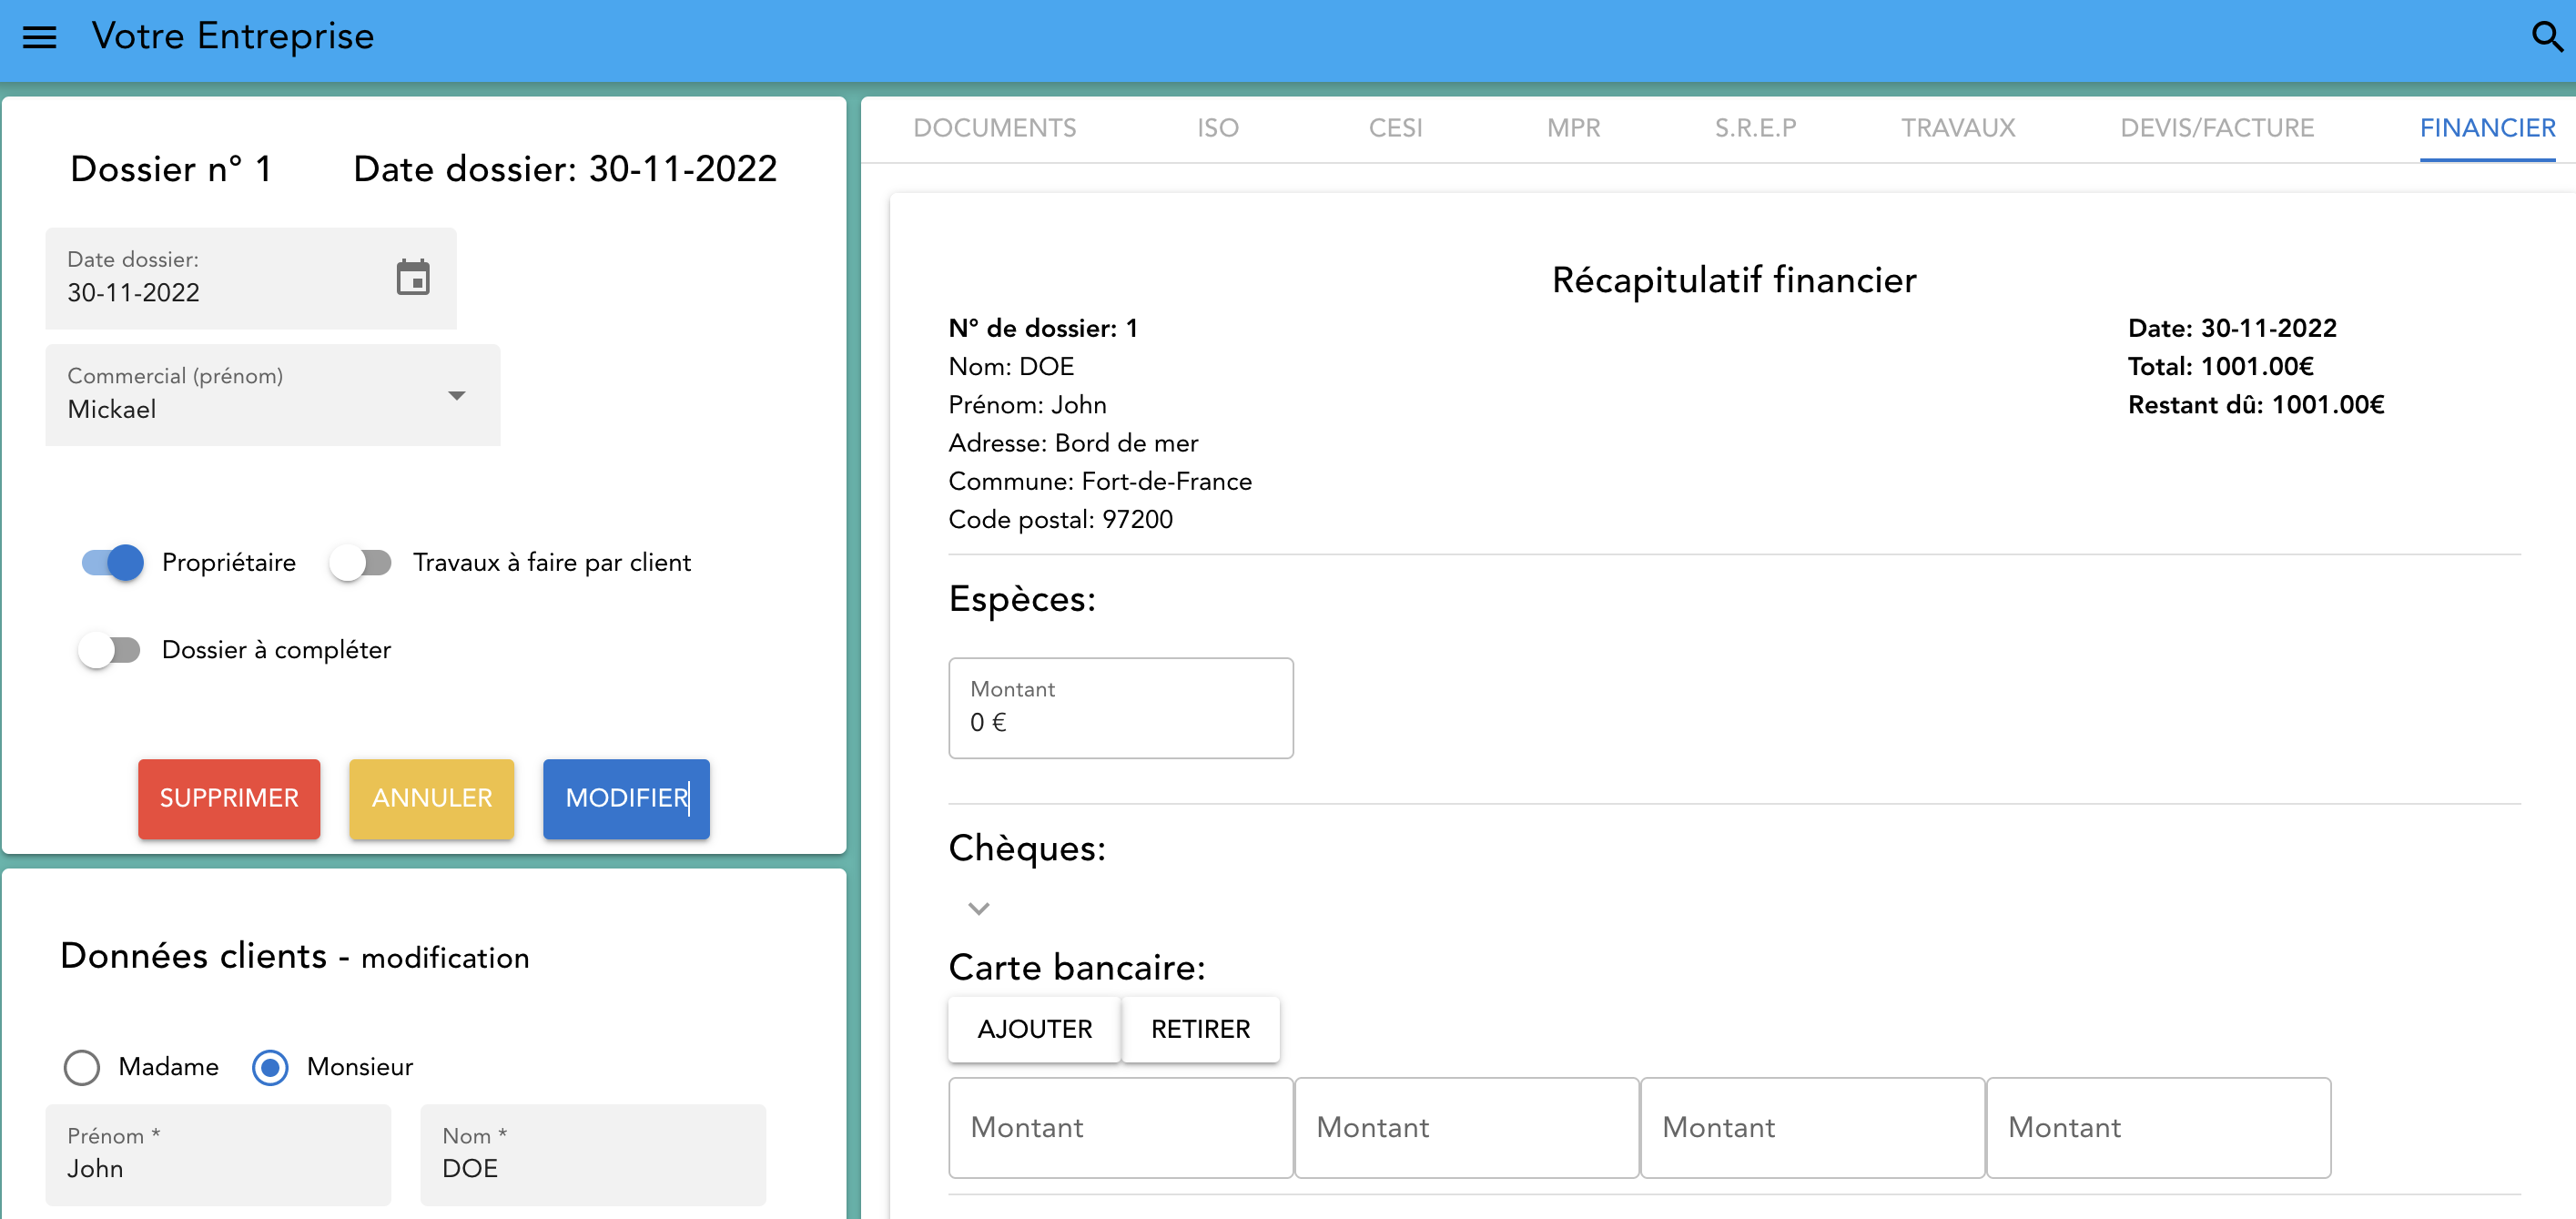 Votre Entreprise
Dossier n° 1 Date dossier: 30-11-2022
Date dossier:
30-11-2022
Commercial (prénom)
Mickael
Propriétaire Travaux à faire par client
Dossier à compléter
SUPPRIMER ANNULER MODIFIER
Données clients - modification
Madame Monsieur
Prénom * Nom *
John DOE
DOCUMENTS ISO CESI MPR S.R.E.P TRAVAUX DEVIS/FACTURE FINANCIER
Récapitulatif financier
N° de dossier: 1 Date: 30-11-2022
Nom: DOE Total: 1001.00€
Prénom: John Restant dû: 1001.00€
Adresse: Bord de mer
Commune: Fort-de-France
Code postal: 97200
Espèces:
Montant
0 €
Chèques:
Carte bancaire:
AJOUTER RETIRER
Montant Montant Montant Montant